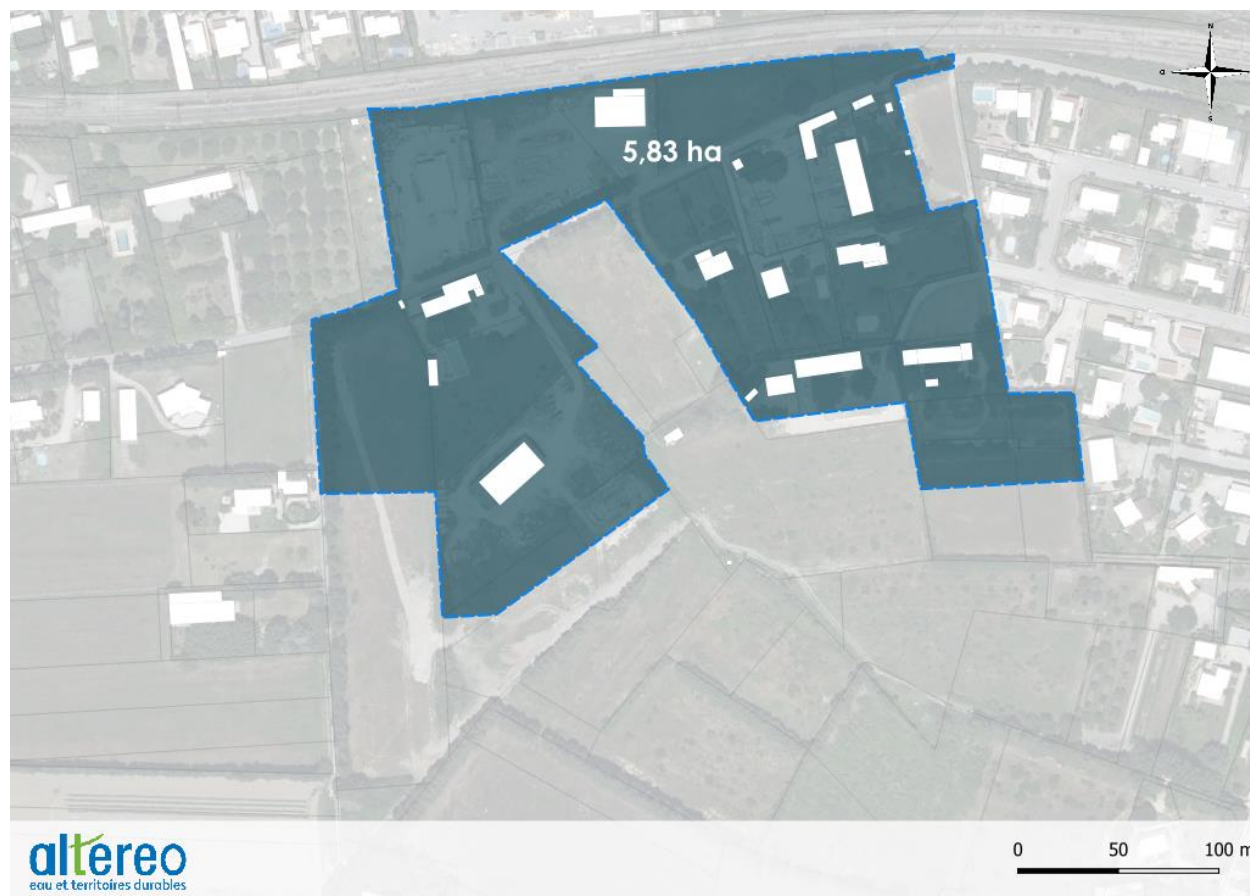 N
O
S
5,83 ha
altereo
eau et territoires durables
0 50 100 m